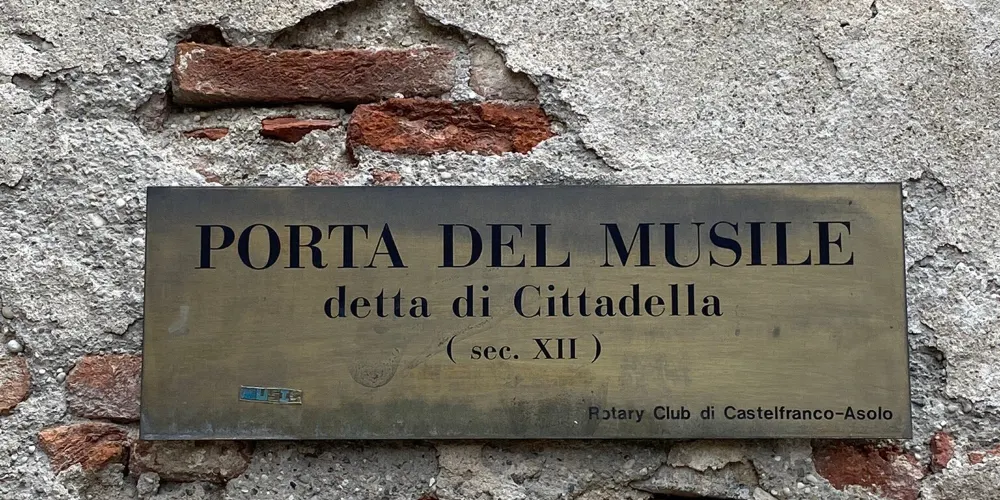 PORTA DEL MUSILE
detta di Cittadella
( sec. XII )
Rotary Club di Castelfranco-Asolo